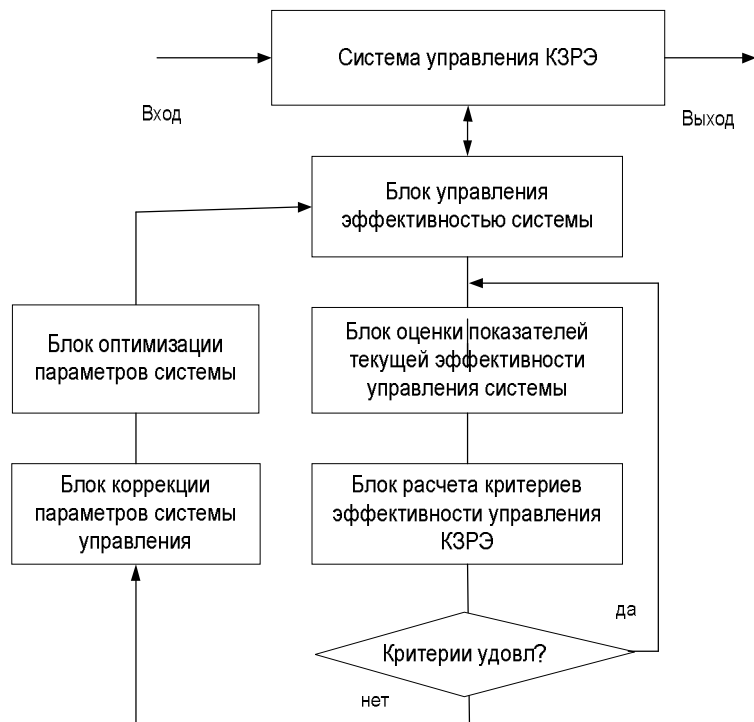 Система управления КЗРЭ
Вход
Выход
Блок управления
эффективностью системы
Блок оптимизации
параметров системы
Блок оценки показателей
текущей эффективности
управления системы
Блок коррекции
параметров системы
управления
Блок расчета критериев
эффективности управления
КЗРЭ
да
Критерии удовл?
нет